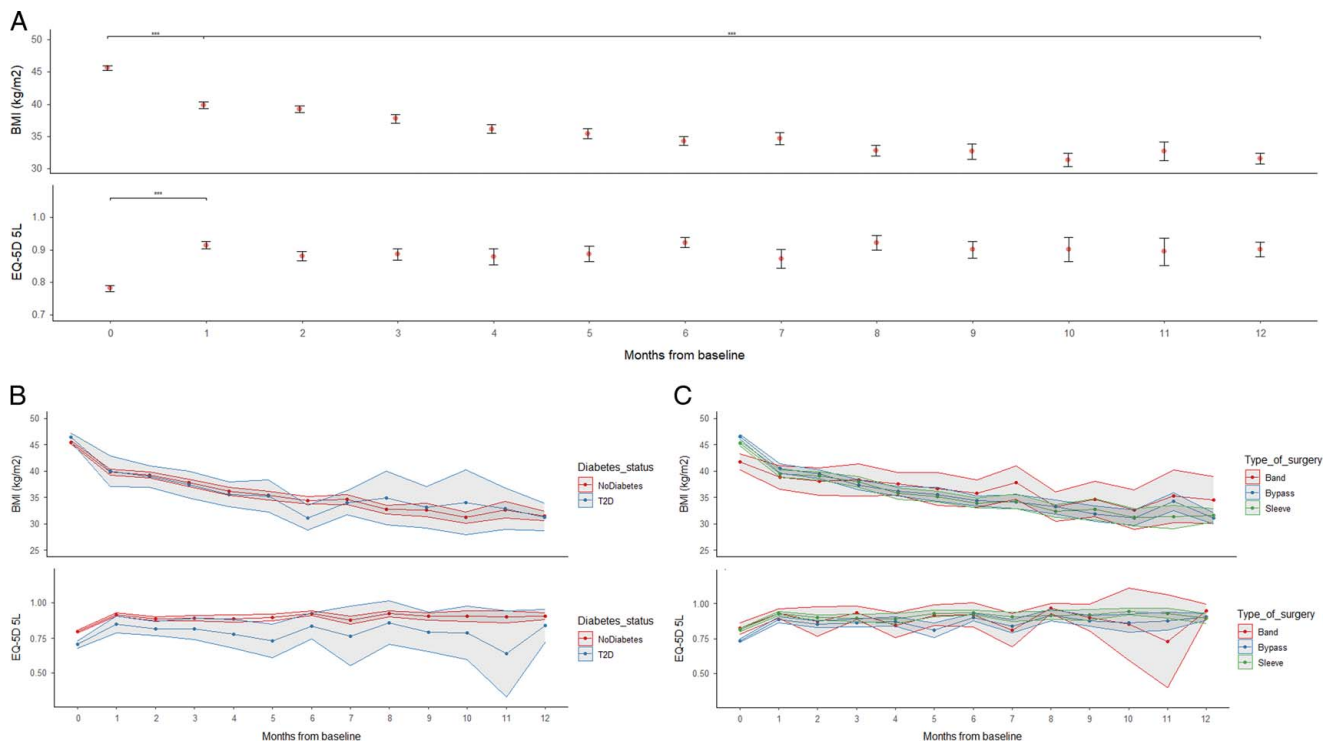 A
***
***
BMI (kg/m2)
50
45
40
35
30
***
EQ-5D 5L
1.0
0.9
0.8
0.7
0 1 2 3 4 5 6 7 8 9 10 11 12
Months from baseline
B
BMI (kg/m2)
50
45
40
35
30
25
Diabetes_status
NoDiabetes
T2D
EQ-5D 5L
1.00
0.75
0.50
Diabetes_status
NoDiabetes
T2D
0 1 2 3 4 5 6 7 8 9 10 11 12
Months from baseline
C
BMI (kg/m2)
50
45
40
35
30
25
Type_of_surgery
Band
Bypass
Sleeve
EQ-5D 5L
1.00
0.75
0.50
Type_of_surgery
Band
Bypass
Sleeve
0 1 2 3 4 5 6 7 8 9 10 11 12
Months from baseline